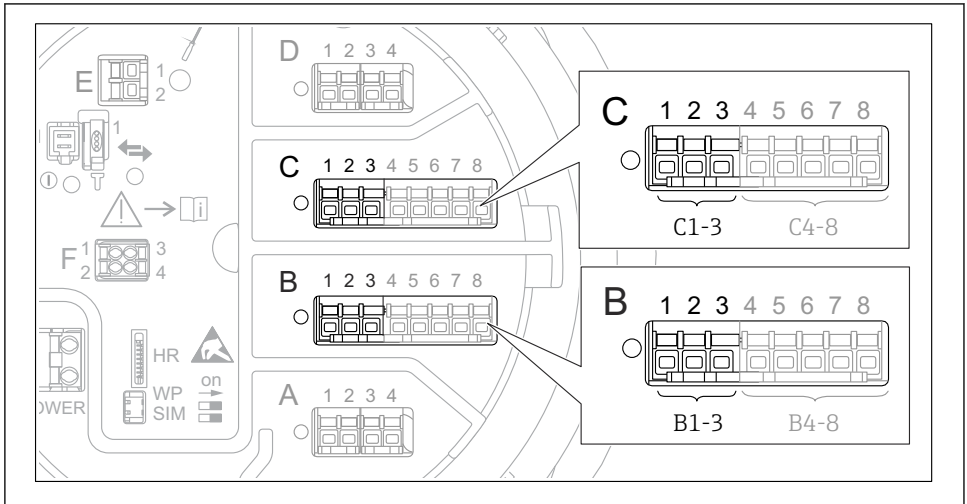 D 1 2 3 4
E 1
2
1
C 1 2 3 4 5 6 7 8
C 1 2 3 4 5 6 7 8
C1-3 C4-8
i
F 1 3
2 4
B 1 2 3 4 5 6 7 8
B 1 2 3 4 5 6 7 8
B1-3 B4-8
HR
on
WP
SIM
OWER
A 1 2 3 4